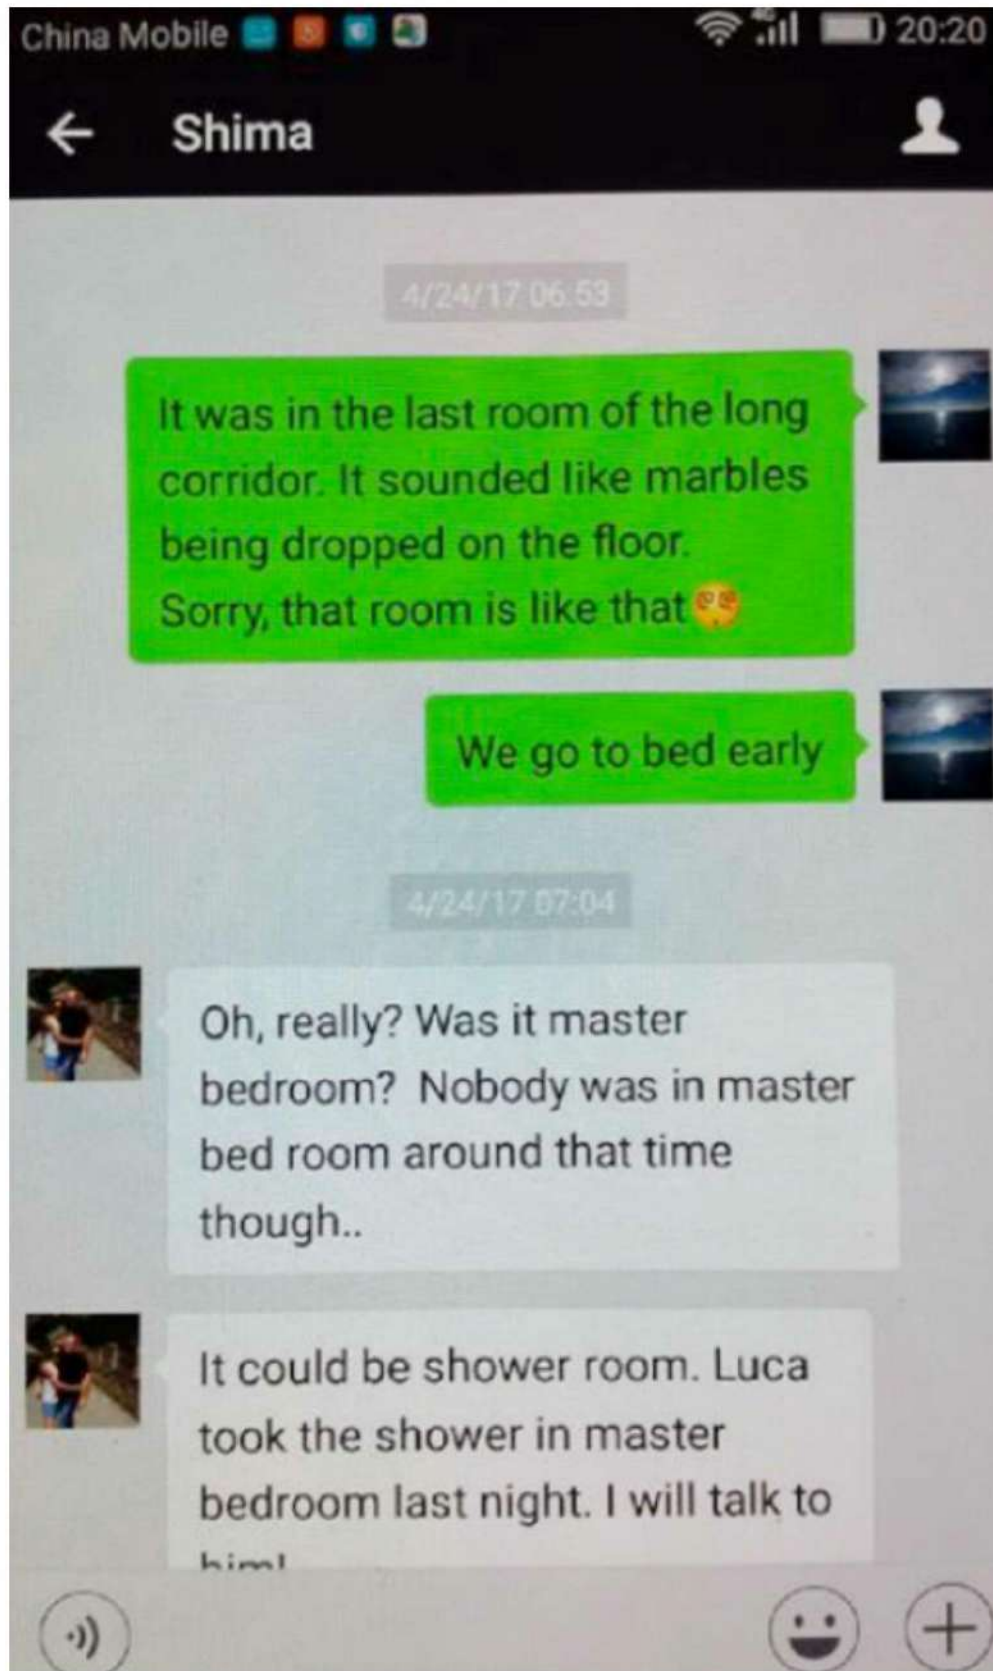 China Mobile 4G 20:20
Shima
4/24/17 06:53
It was in the last room of the long
corridor. It sounded like marbles
being dropped on the floor.
Sorry, that room is like that
We go to bed early
4/24/17 07:04
Oh, really? Was it master
bedroom? Nobody was in master
bed room around that time
though..
It could be shower room. Luca
took the shower in master
bedroom last night. I will talk to
him!